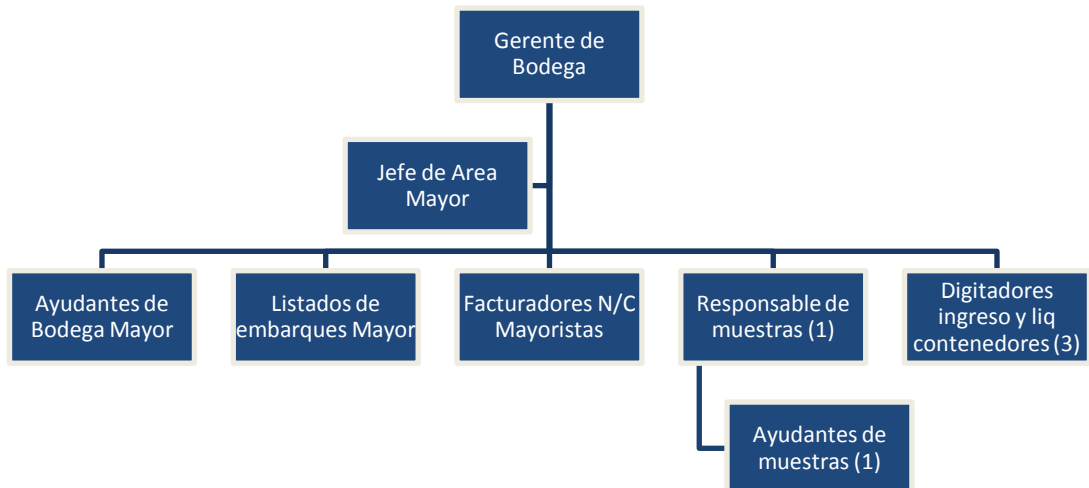 Gerente de
Bodega
Jefe de Area
Mayor
Ayudantes de
Bodega Mayor
Listados de
embarques Mayor
Facturadores N/C
Mayoristas
Responsable de
muestras (1)
Digitadores
ingreso y liq
contenedores (3)
Ayudantes de
muestras (1)